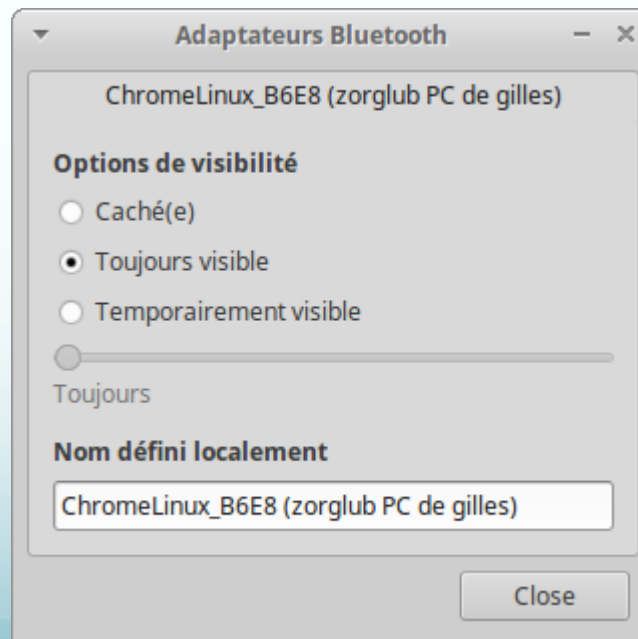 Adaptateurs Bluetooth
ChromeLinux_B6E8 (zorglub PC de gilles)
Options de visibilité
Caché(e)
Toujours visible
Temporairement visible
Toujours
Nom défini localement
ChromeLinux_B6E8 (zorglub PC de gilles)
Close